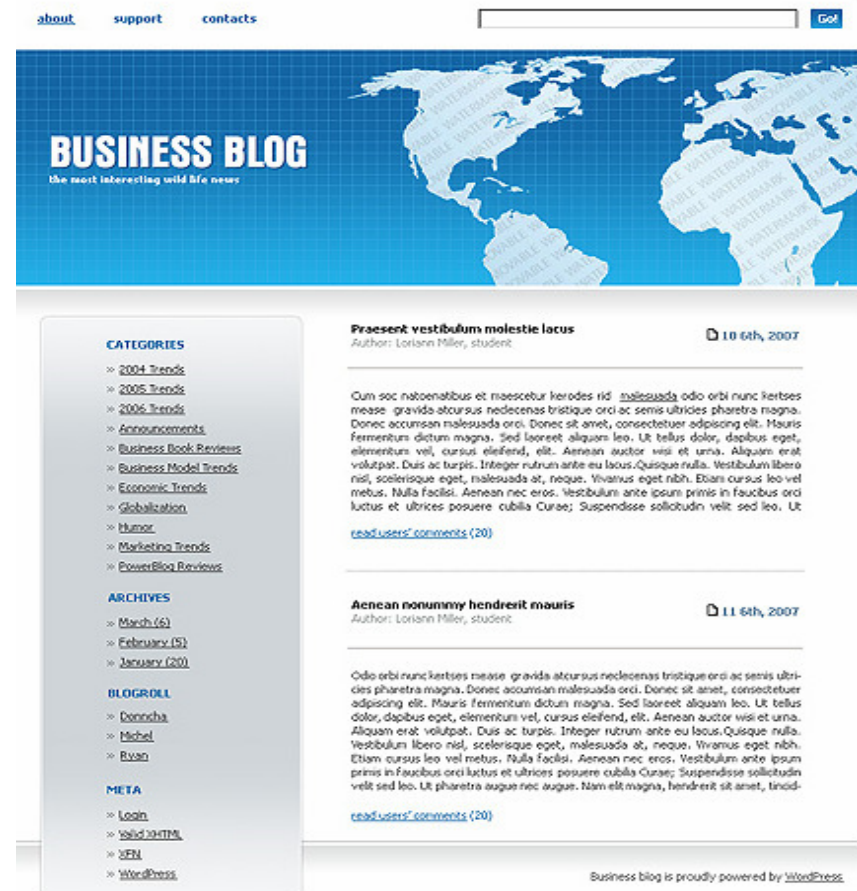 about support contacts
Go!
BUSINESS BLOG
the most interesting wild life news
CATEGORIES
» 2004 Trends
» 2005 Trends
» 2006 Trends
» Announcements
» Business Book Reviews
» Business Model Trends
» Economic Trends
» Globalization
» Humor
» Marketing Trends
» PowerBlog Reviews
ARCHIVES
» March (6)
» February (5)
» January (20)
BLOGROLL
» Donncha
» Michel
» Ryan
META
» Login
» Valid XHTML
» XFN
» WordPress
Praesent vestibulum molestie lacus
Author: Loriann Miller, student
10 6th, 2007
Cum soc natoenatibus et maescetur kerodes rid malesuada odio orbi nunc kertses
mease gravida atcursus nedecenas tristique orci ac semis ultricies pharetra magna.
Donec accumsan malesuada orci. Donec sit amet, consectetuer adipiscing elit. Mauris
fermentum dictum magna. Sed laoreet aliquam leo. Ut tellus dolor, dapibus eget,
elementum vel, cursus eleifend, elit. Aenean auctor wisi et urna. Aliquam erat
volutpat. Duis ac turpis. Integer rutrum ante eu lacus.Quisque nulla. Vestibulum libero
nisl, scelerisque eget, malesuada at, neque. Vivamus eget nibh. Etiam cursus leo vel
metus. Nulla facilisi. Aenean nec eros. Vestibulum ante ipsum primis in faucibus orci
luctus et ultrices posuere cubilia Curae; Suspendisse sollicitudin velit sed leo. Ut
read users' comments (20)
Aenean nonummy hendrerit mauris
Author: Loriann Miller, student
11 6th, 2007
Odio orbi nunc kertses mease gravida atcursus neclecenas tristique orci ac semis ultri-
cies pharetra magna. Donec accumsan malesuada orci. Donec sit amet, consectetuer
adipiscing elit. Mauris fermentum dictum magna. Sed laoreet aliquam leo. Ut tellus
dolor, dapibus eget, elementum vel, cursus eleifend, elit. Aenean auctor wisi et urna.
Aliquam erat volutpat. Duis ac turpis. Integer rutrum ante eu lacus.Quisque nulla.
Vestibulum libero nisl, scelerisque eget, malesuada at, neque. Vivamus eget nibh.
Etiam cursus leo vel metus. Nulla facilisi. Aenean nec eros. Vestibulum ante ipsum
primis in faucibus orci luctus et ultrices posuere cubilia Curae; Suspendisse sollicitudin
velit sed leo. Ut pharetra augue nec augue. Nam elit magna, hendrerit sit amet, tincid-
read users' comments (20)
Business blog is proudly powered by WordPress